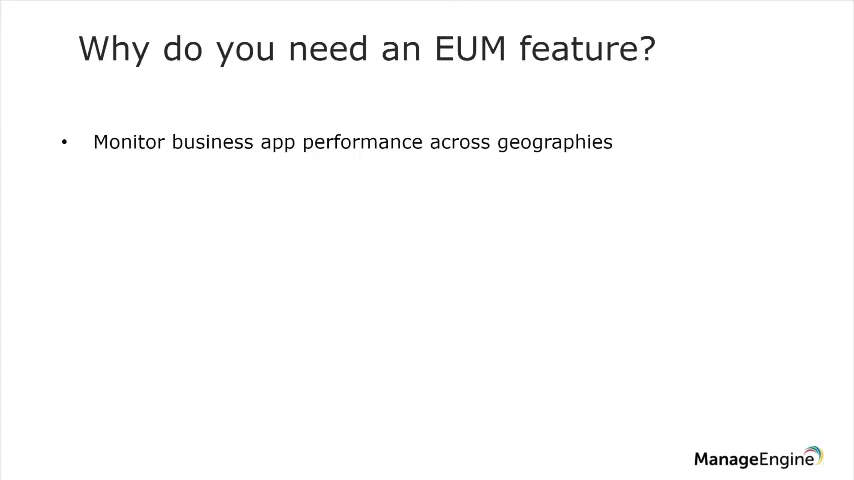 Why do you need an EUM feature?
• Monitor business app performance across geographies
ManageEngine